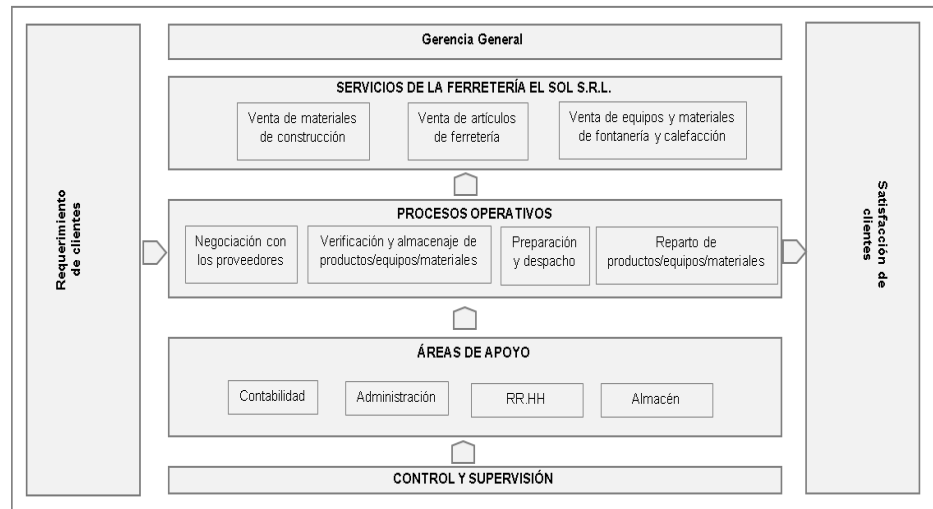 Requerimiento
de clientes
Gerencia General
SERVICIOS DE LA FERRETERÍA EL SOL S.R.L.
Venta de materiales
de construcción
Venta de artículos
de ferretería
Venta de equipos y materiales
de fontanería y calefacción
PROCESOS OPERATIVOS
Negociación con
los proveedores
Verificación y almacenaje de
productos/equipos/materiales
Preparación
y despacho
Reparto de
productos/equipos/materiales
ÁREAS DE APOYO
Contabilidad
Administración
RR.HH
Almacén
CONTROL Y SUPERVISIÓN
Satisfacción de
clientes